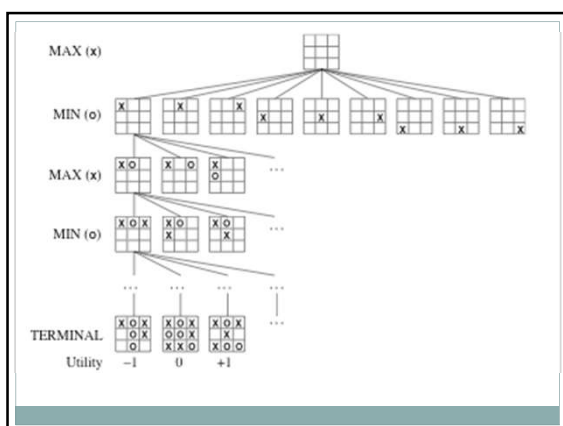 MAX (x)
x x x x x x x x x
MIN (o)
x o x o x
o
MAX (x)
...
x o x x o x o
x x
MIN (o)
...
... ... ... ...
x o x x o x x o x
o x o o x x
o x x o x o o
...
TERMINAL
Utility –1 0 +1